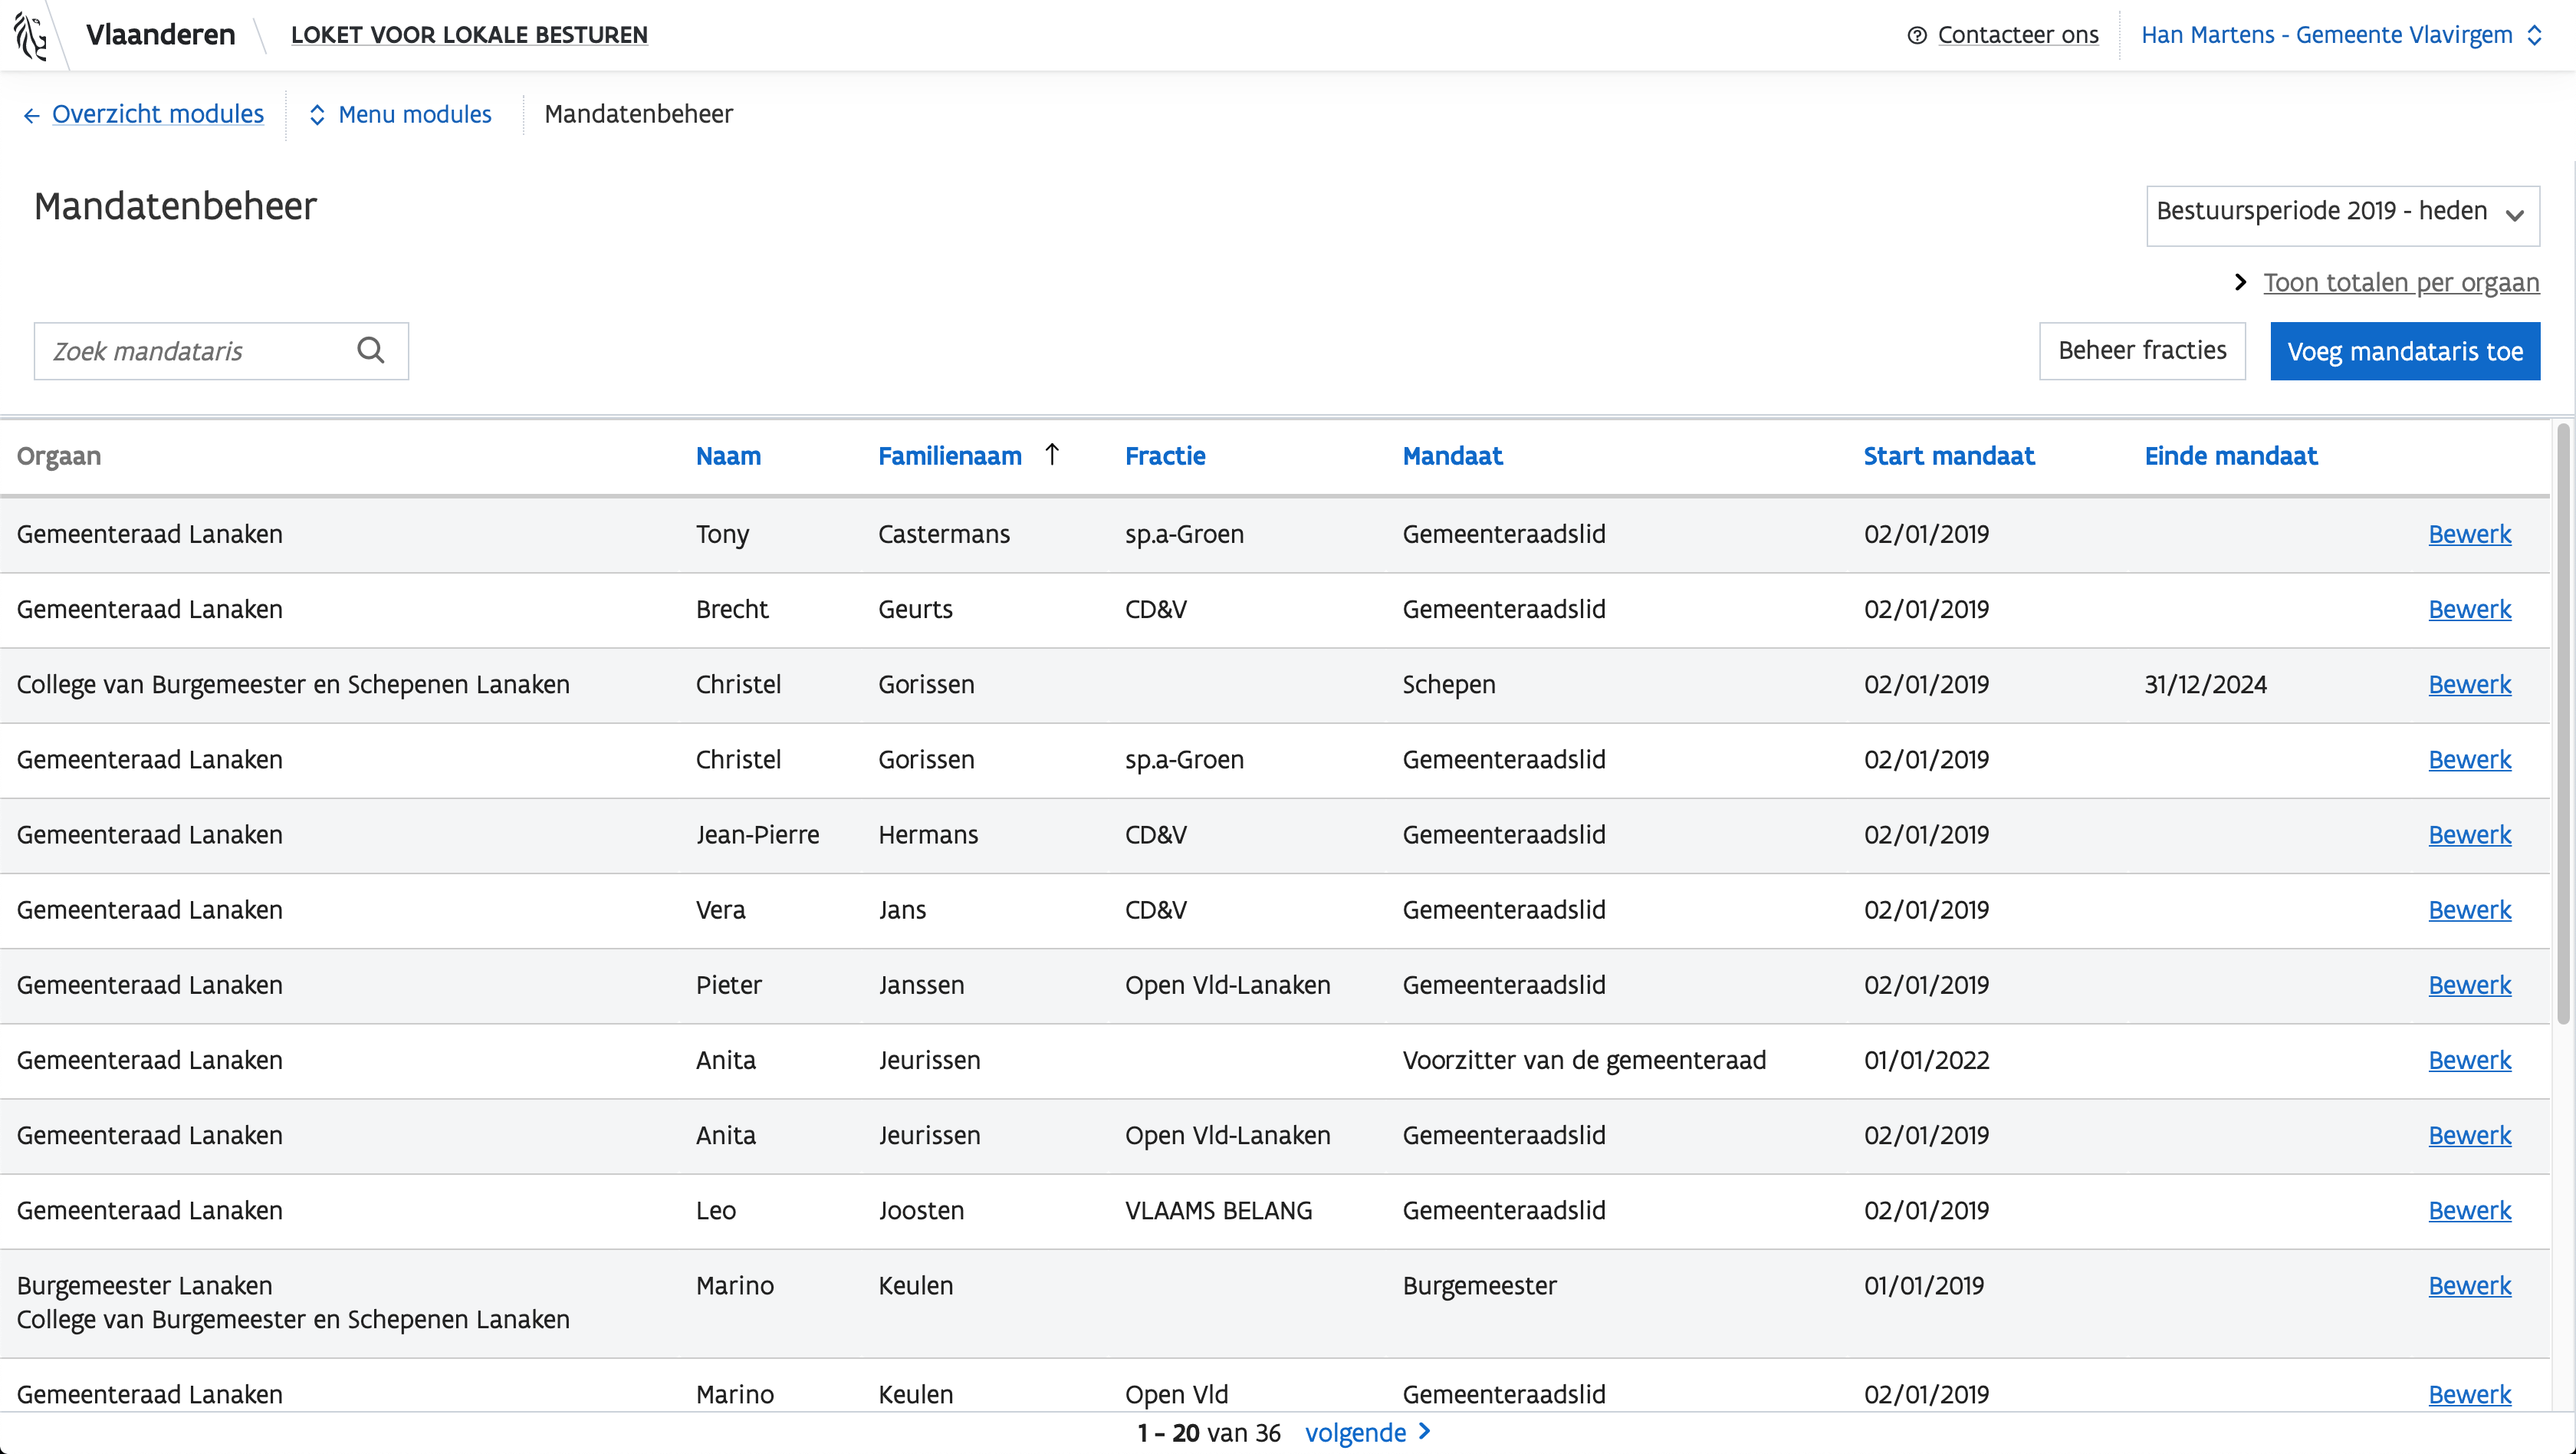 Vlaanderen LOKET VOOR LOKALE BESTUREN Contacteer ons Han Martens - Gemeente Vlavirgem
Overzicht modules Menu modules Mandatenbeheer
Mandatenbeheer
Bestuursperiode 2019 - heden
Toon totalen per orgaan
Zoek mandataris Beheer fracties Voeg mandataris toe
Orgaan Naam Familienaam Fractie Mandaat Start mandaat Einde mandaat
Gemeenteraad Lanaken Tony Castermans sp.a-Groen Gemeenteraadslid 02/01/2019 Bewerk
Gemeenteraad Lanaken Brecht Geurts CD&V Gemeenteraadslid 02/01/2019 Bewerk
College van Burgemeester en Schepenen Lanaken Christel Gorissen Schepen 02/01/2019 31/12/2024 Bewerk
Gemeenteraad Lanaken Christel Gorissen sp.a-Groen Gemeenteraadslid 02/01/2019 Bewerk
Gemeenteraad Lanaken Jean-Pierre Hermans CD&V Gemeenteraadslid 02/01/2019 Bewerk
Gemeenteraad Lanaken Vera Jans CD&V Gemeenteraadslid 02/01/2019 Bewerk
Gemeenteraad Lanaken Pieter Janssen Open Vld-Lanaken Gemeenteraadslid 02/01/2019 Bewerk
Gemeenteraad Lanaken Anita Jeurissen Voorzitter van de gemeenteraad 01/01/2022 Bewerk
Gemeenteraad Lanaken Anita Jeurissen Open Vld-Lanaken Gemeenteraadslid 02/01/2019 Bewerk
Gemeenteraad Lanaken Leo Joosten VLAAMS BELANG Gemeenteraadslid 02/01/2019 Bewerk
Burgemeester Lanaken Marino Keulen Burgemeester 01/01/2019 Bewerk
College van Burgemeester en Schepenen Lanaken
Gemeenteraad Lanaken Marino Keulen Open Vld Gemeenteraadslid 02/01/2019 Bewerk
1 - 20 van 36 volgende